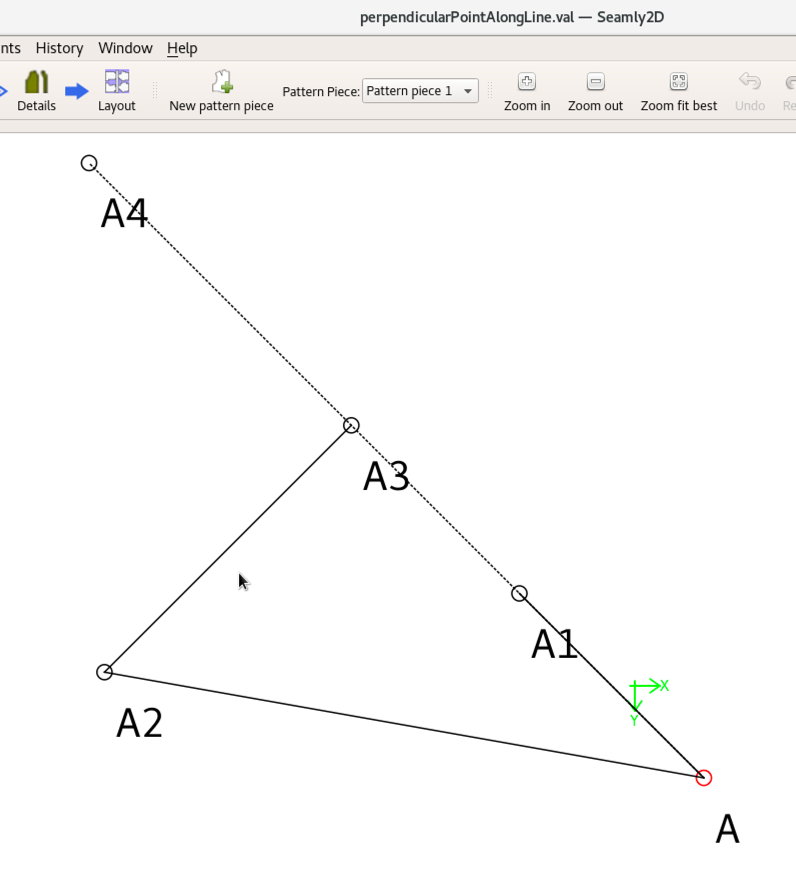 perpendicularPointAlongLine.val — Seamly2D
nts History Window Help
Details Layout New pattern piece Pattern Piece: Pattern piece 1 Zoom in Zoom out Zoom fit best Undo Re
A4
A3
A1
X
Y
A2
A